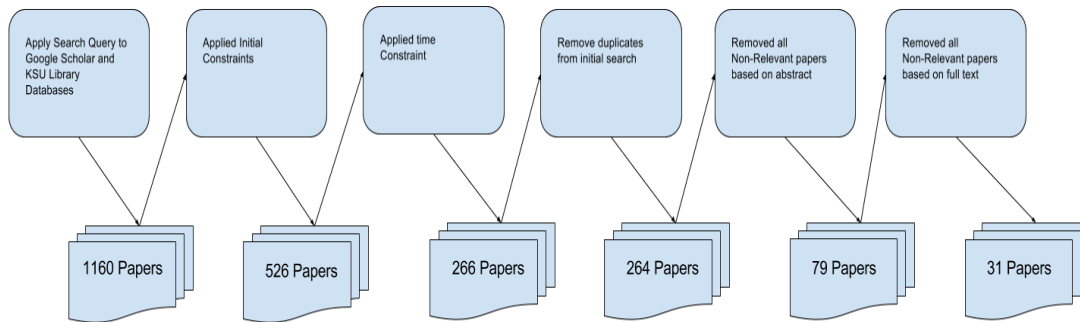 Apply Search Query to
Google Scholar and
KSU Library
Databases
Applied Initial
Constraints
Applied time
Constraint
Remove duplicates
from initial search
Removed all
Non-Relevant papers
based on abstract
Removed all
Non-Relevant papers
based on full text
1160 Papers
526 Papers
266 Papers
264 Papers
79 Papers
31 Papers